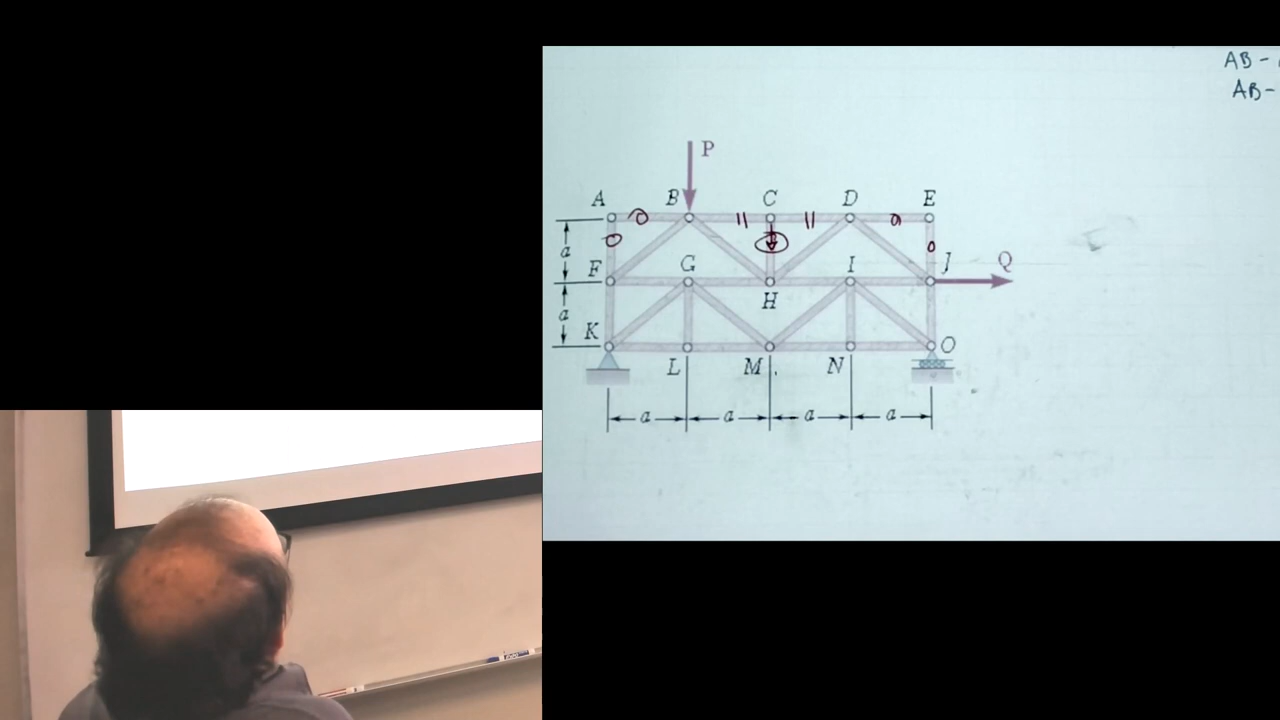 AB -
AB -
P
A B C D E
a
F G H I J Q
a
K L M N O
a a a a